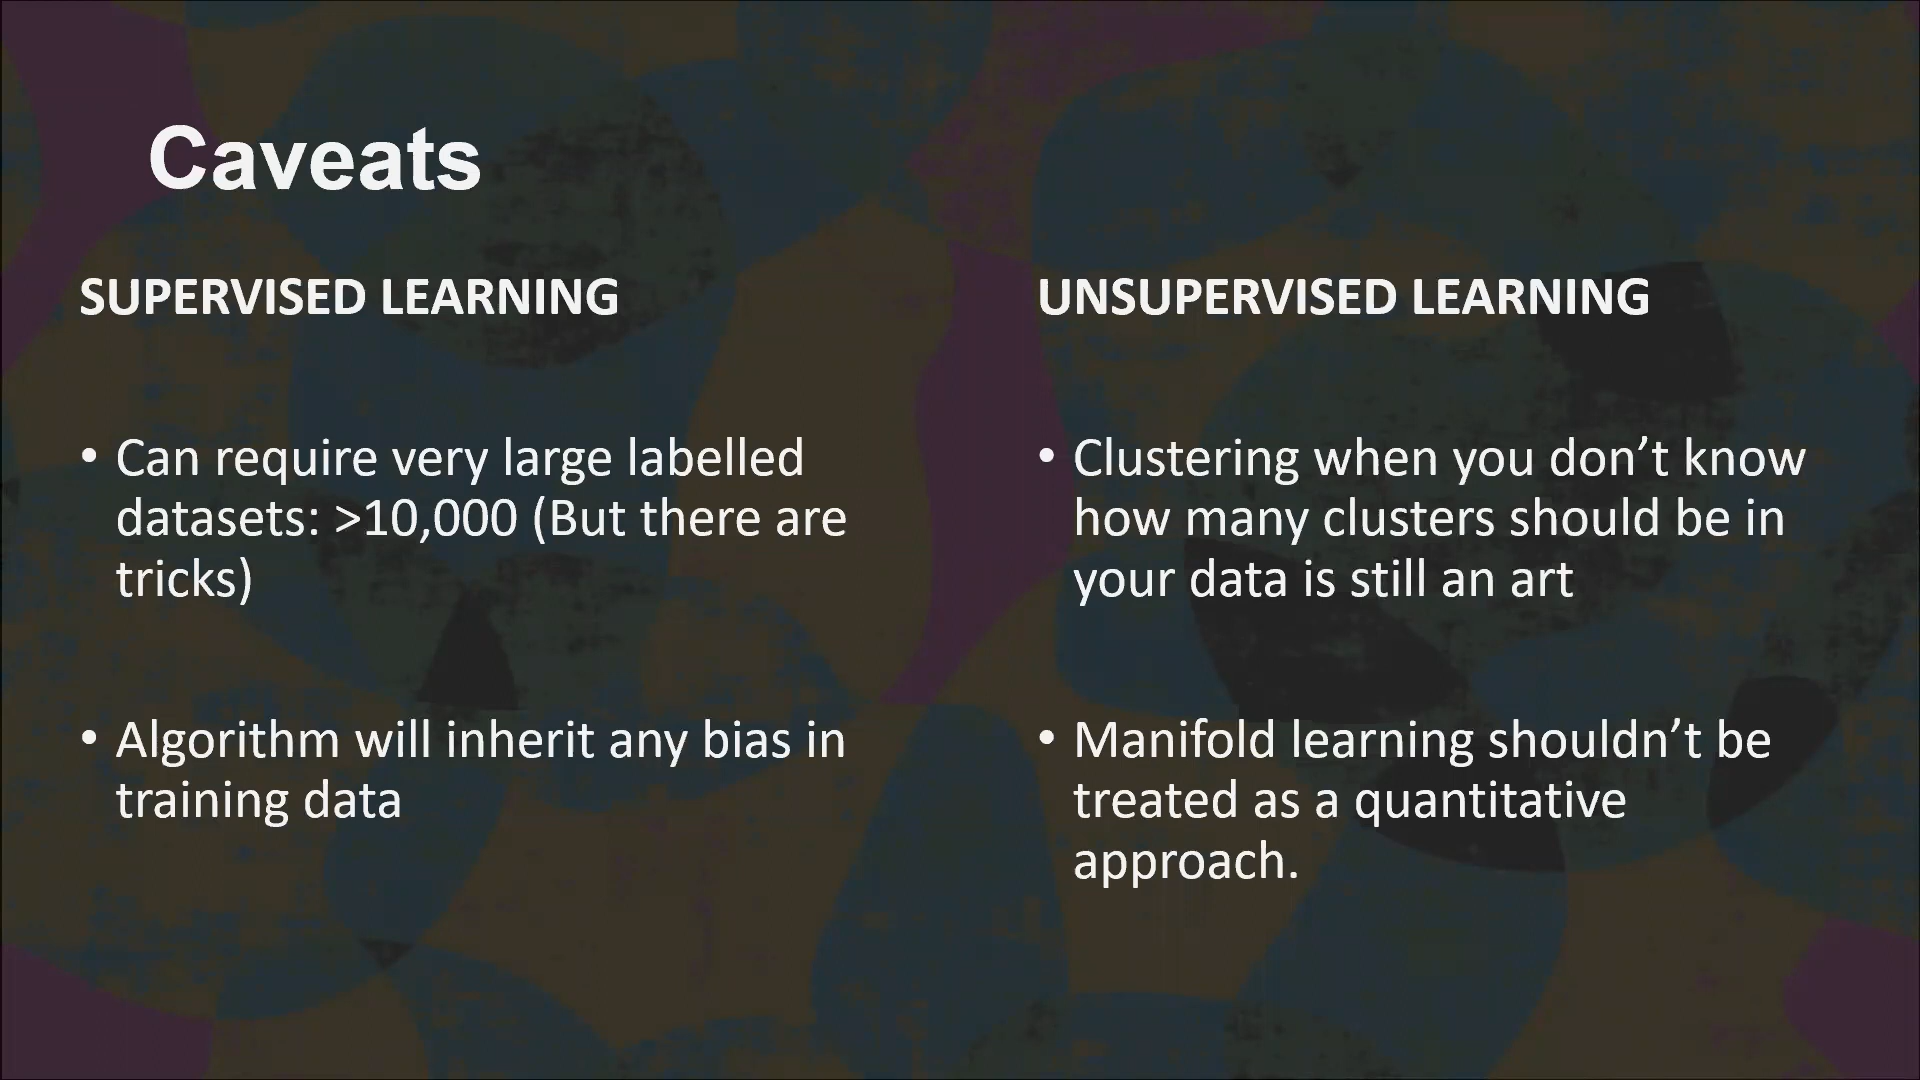 Caveats
SUPERVISED LEARNING
• Can require very large labelled
datasets: >10,000 (But there are
tricks)
• Algorithm will inherit any bias in
training data
UNSUPERVISED LEARNING
• Clustering when you don’t know
how many clusters should be in
your data is still an art
• Manifold learning shouldn’t be
treated as a quantitative
approach.